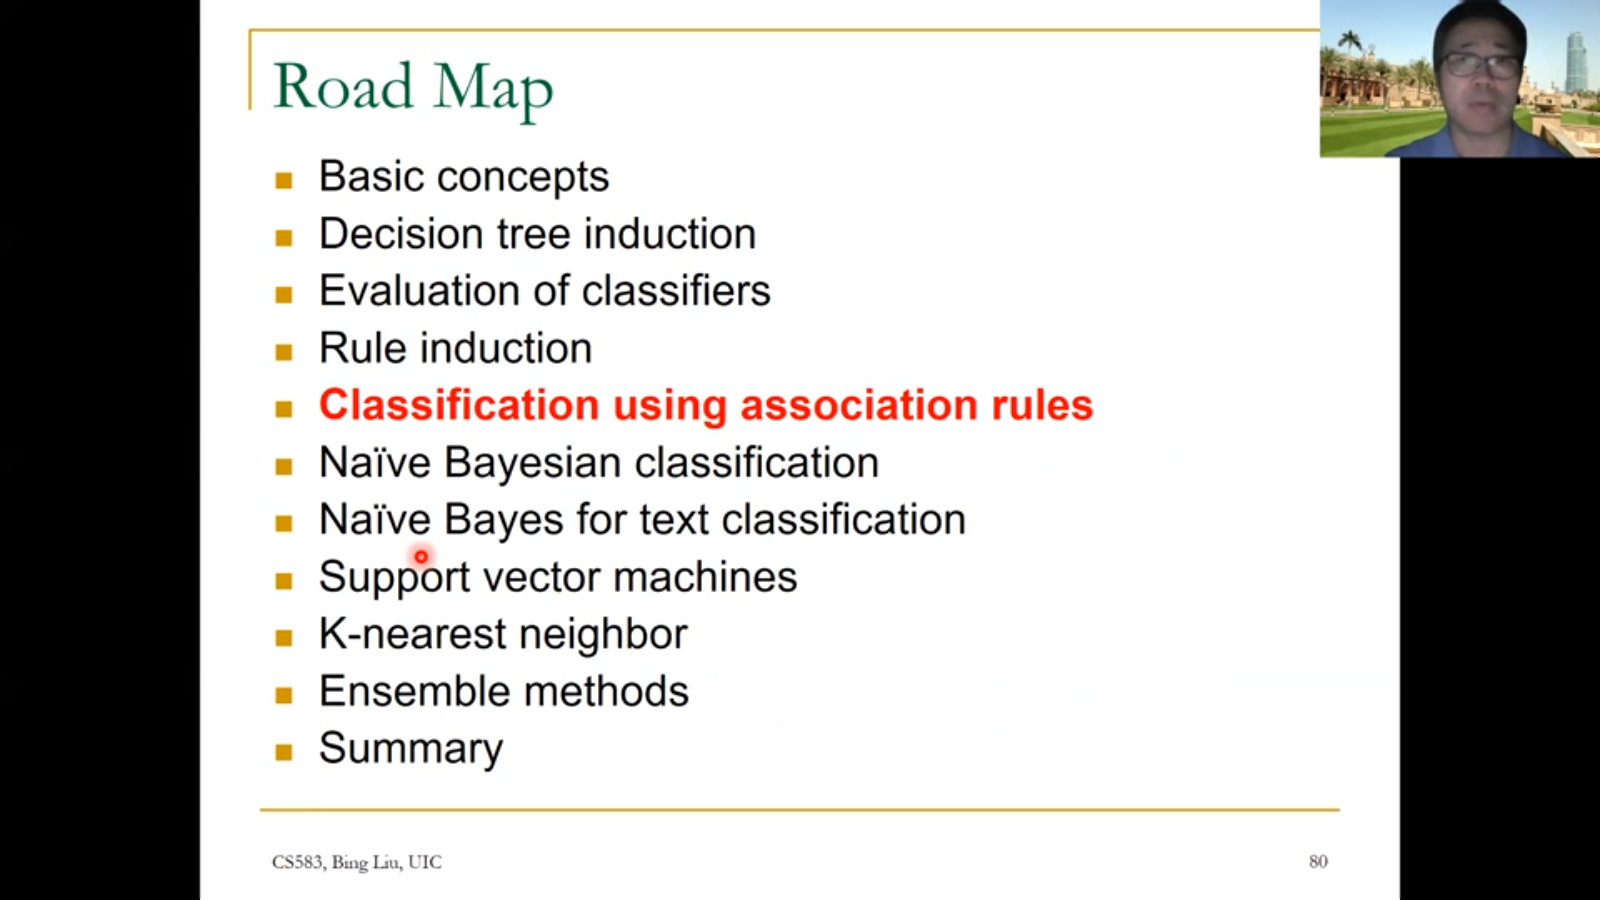 Road Map
Basic concepts
Decision tree induction
Evaluation of classifiers
Rule induction
Classification using association rules
Naïve Bayesian classification
Naïve Bayes for text classification
Support vector machines
K-nearest neighbor
Ensemble methods
Summary
CS583, Bing Liu, UIC
80